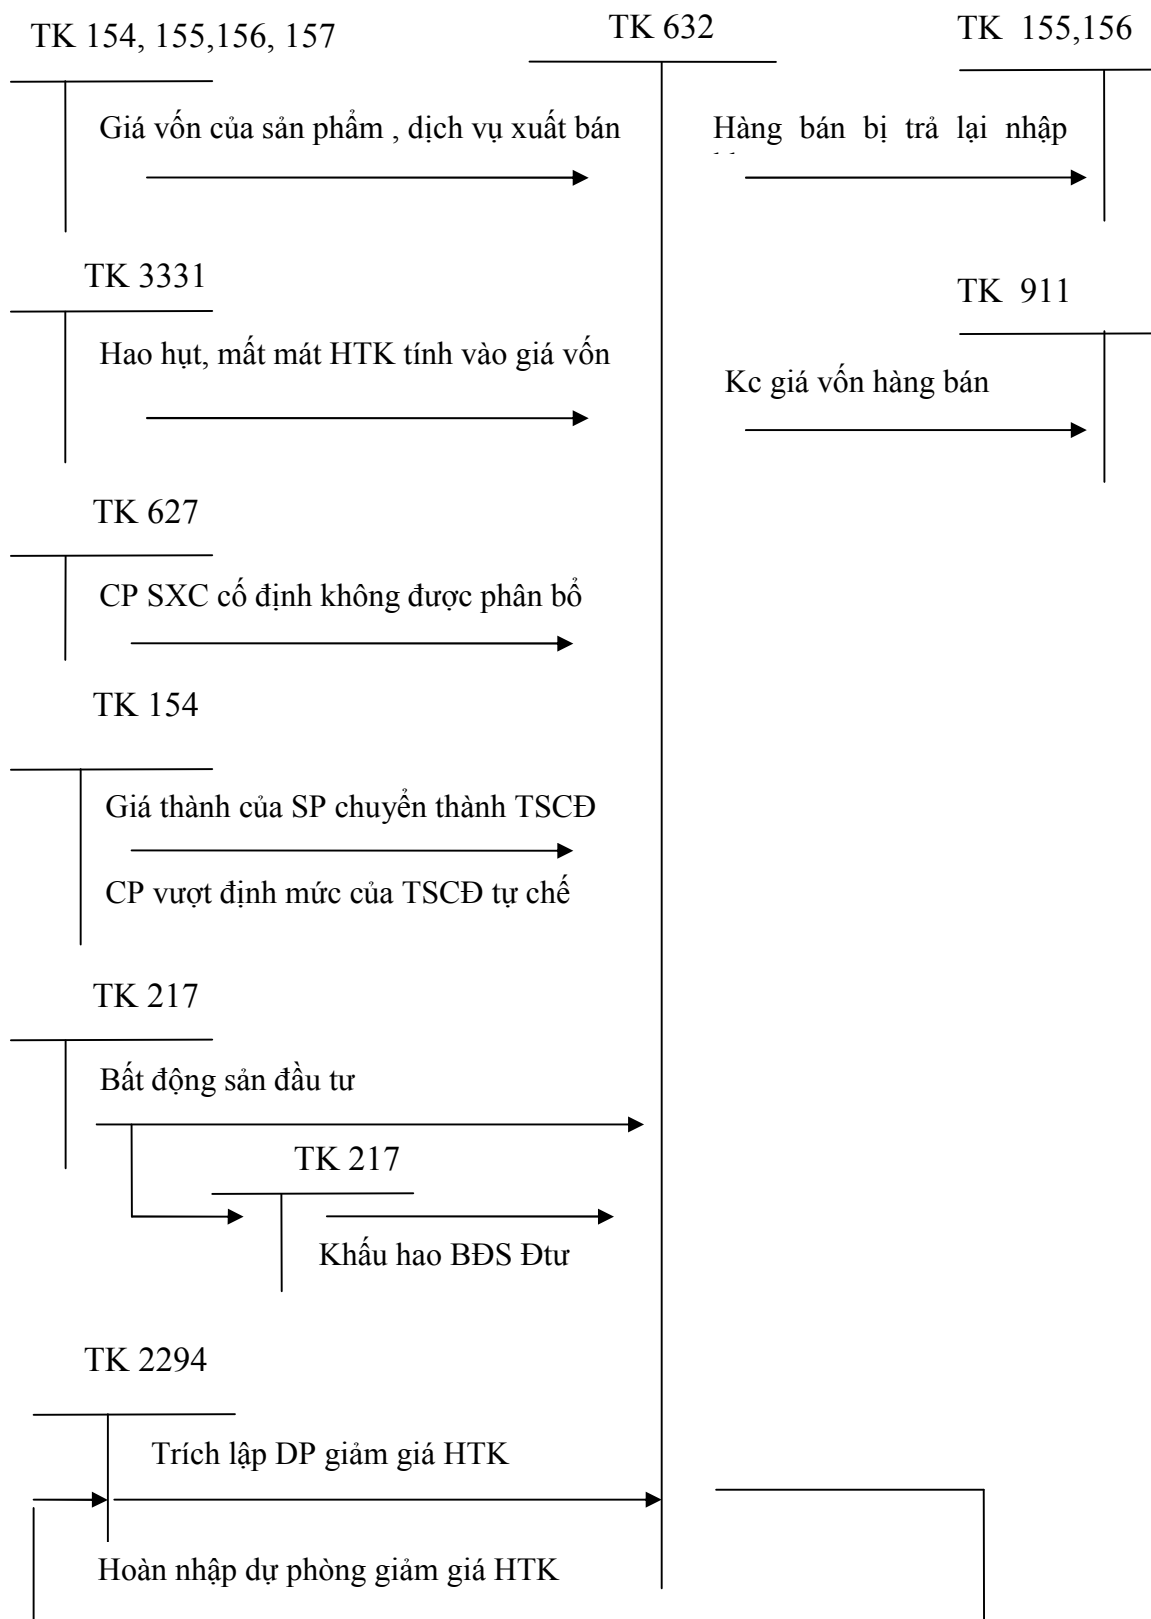 TK 154, 155,156, 157
TK 632
TK 155,156
Giá vốn của sản phẩm , dịch vụ xuất bán
Hàng bán bị trả lại nhập
TK 3331
TK 911
Hao hụt, mất mát HTK tính vào giá vốn
Kc giá vốn hàng bán
TK 627
CP SXC cố định không được phân bổ
TK 154
Giá thành của SP chuyển thành TSCĐ
CP vượt định mức của TSCĐ tự chế
TK 217
Bất động sản đầu tư
TK 217
Khấu hao BĐS Đtư
TK 2294
Trích lập DP giảm giá HTK
Hoàn nhập dự phòng giảm giá HTK